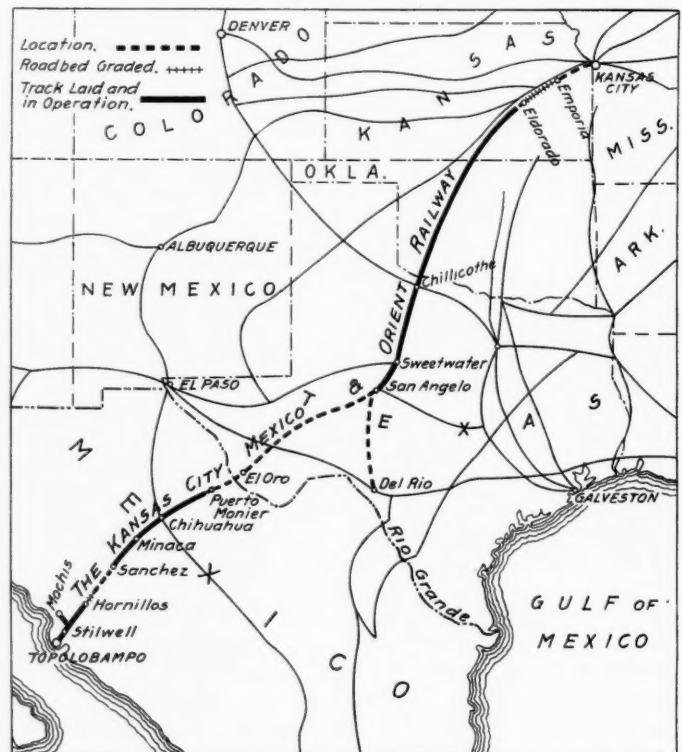 Location.
Roadbed Graded.
Track Laid and
in Operation.
DENVER
COLORADO
KANSAS
KANSAS
CITY
Emporia
Eldorado
MISS.
OKLA.
ARK.
ALBUQUERQUE
NEW MEXICO
Chillicothe
Sweetwater
San Angelo
EL PASO
TEXAS
THE KANSAS CITY MEXICO & ORIENT RAILWAY
El Oro
Del Rio
Puerto
Monier
GALVESTON
Chihuahua
Minaca
Sanchez
Mochis
Hornillos
Stilwell
TOPOLOBAMPO
MEXICO
Rio Grande
GULF OF
MEXICO